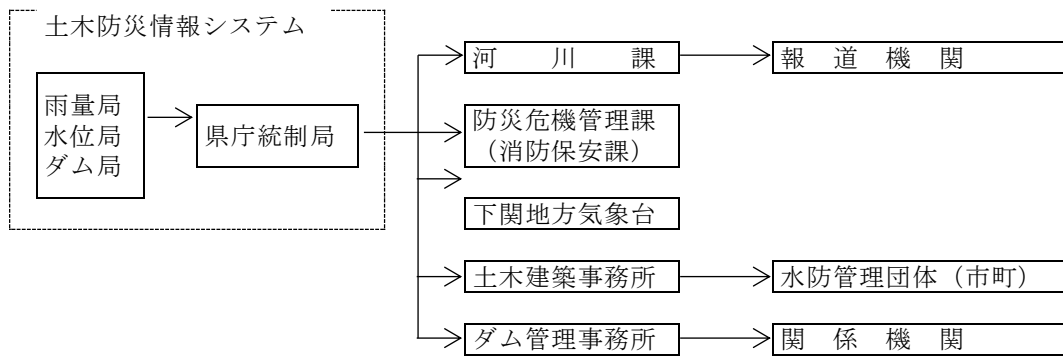 土木防災情報システム
雨量局
水位局
ダム局
県庁統制局
河川課
報道機関
防災危機管理課
（消防保安課）
下関地方気象台
土木建築事務所
水防管理団体（市町）
ダム管理事務所
関係機関